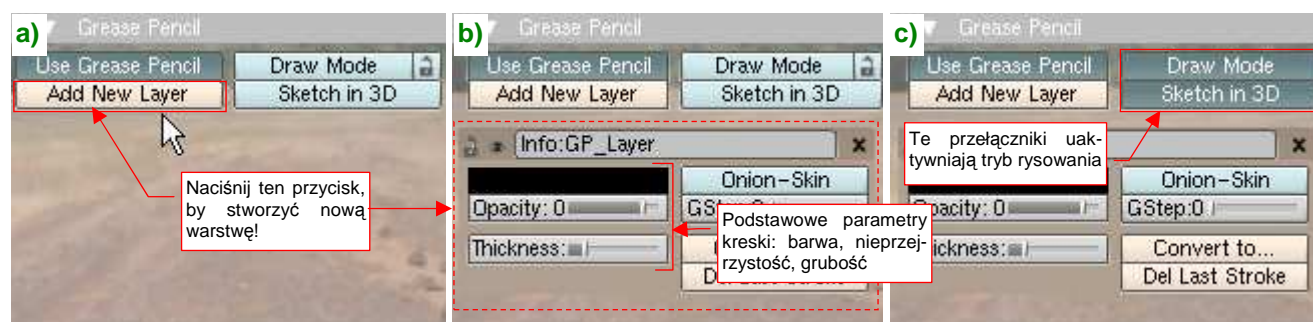 a)
Grease Pencil
Use Grease Pencil
Draw Mode
Add New Layer
Sketch in 3D
Naciśnij ten przycisk,
by stworzyć nową
warstwę!
b)
Grease Pencil
Use Grease Pencil
Draw Mode
Add New Layer
Sketch in 3D
Info:GP_Layer
Onion-Skin
Opacity: 0
Thickness:
Podstawowe parametry
kreski: barwa, nieprzej-
rzystość, grubość
c)
Grease Pencil
Use Grease Pencil
Draw Mode
Add New Layer
Sketch in 3D
Te przełączniki uak-
tywniają tryb rysowania
Onion-Skin
GStep:0
Convert to...
Del Last Stroke